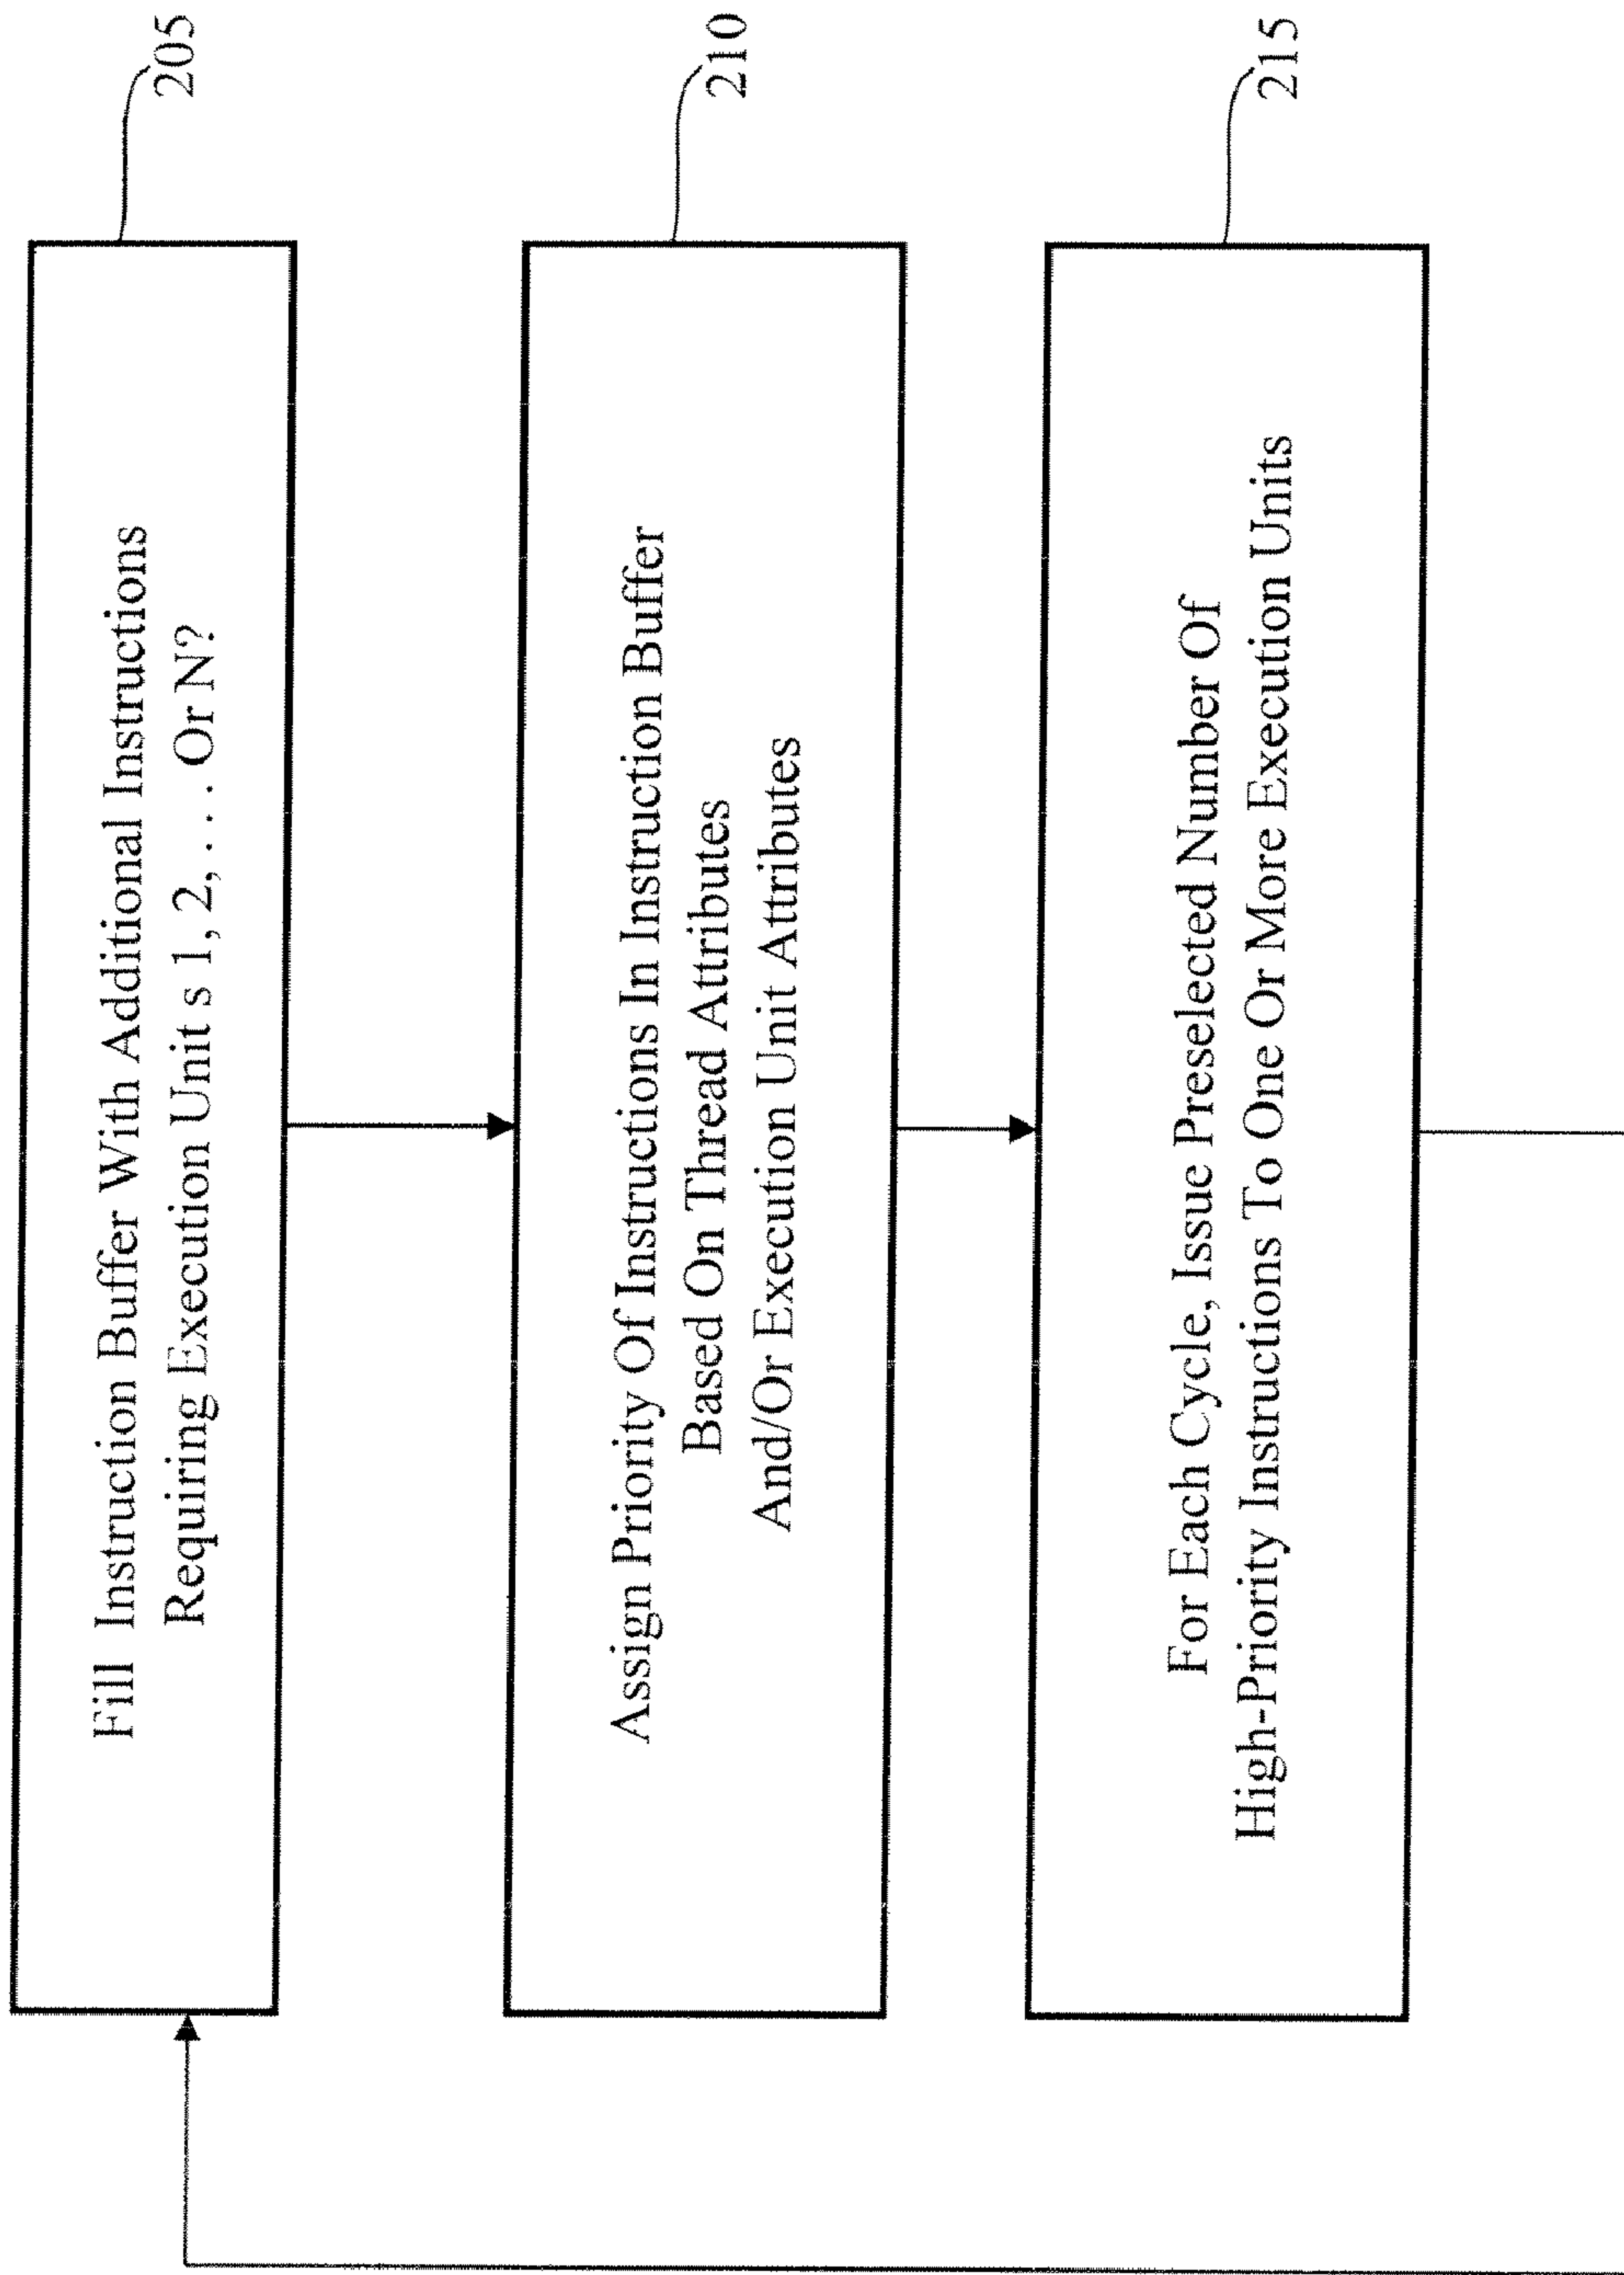 Fill Instruction Buffer With Additional Instructions
Requiring Execution Unit s 1, 2, . . . . Or N?
205
Assign Priority Of Instructions In Instruction Buffer
Based On Thread Attributes
And/Or Execution Unit Attributes
210
For Each Cycle, Issue Preselected Number Of
High-Priority Instructions To One Or More Execution Units
215